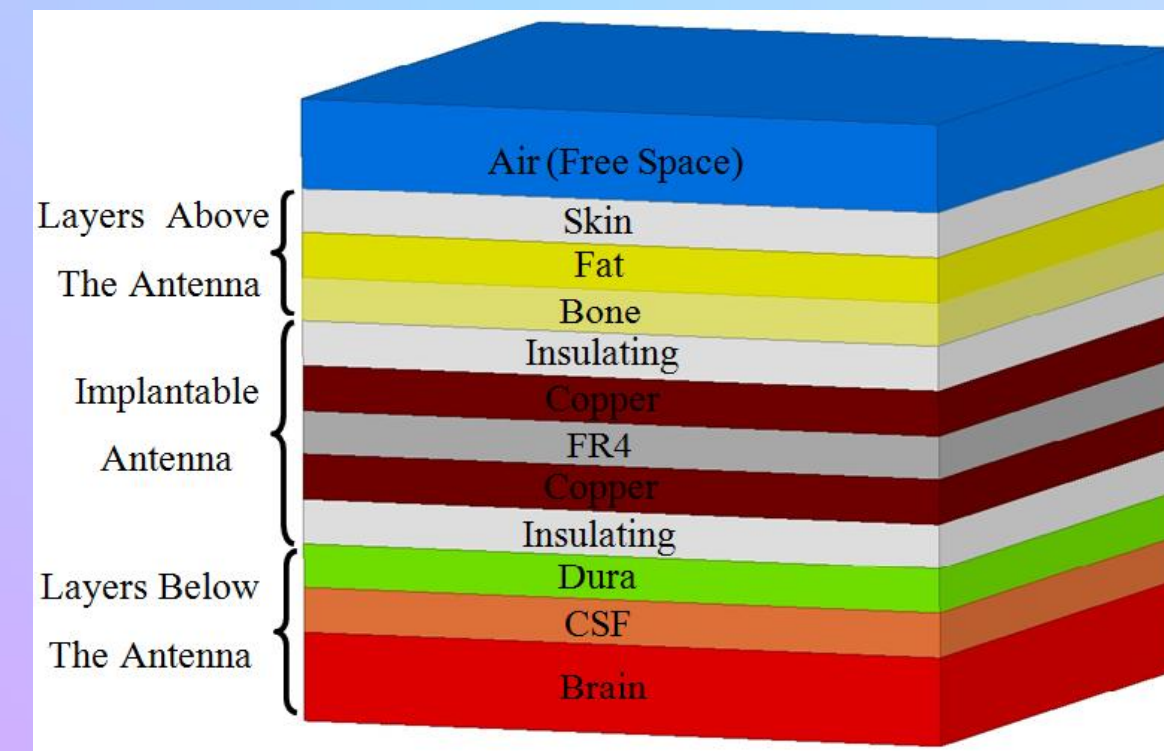 Air (Free Space)
Layers Above
The Antenna
Skin
Fat
Bone
Implantable
Antenna
Insulating
Copper
FR4
Copper
Insulating
Layers Below
The Antenna
Dura
CSF
Brain